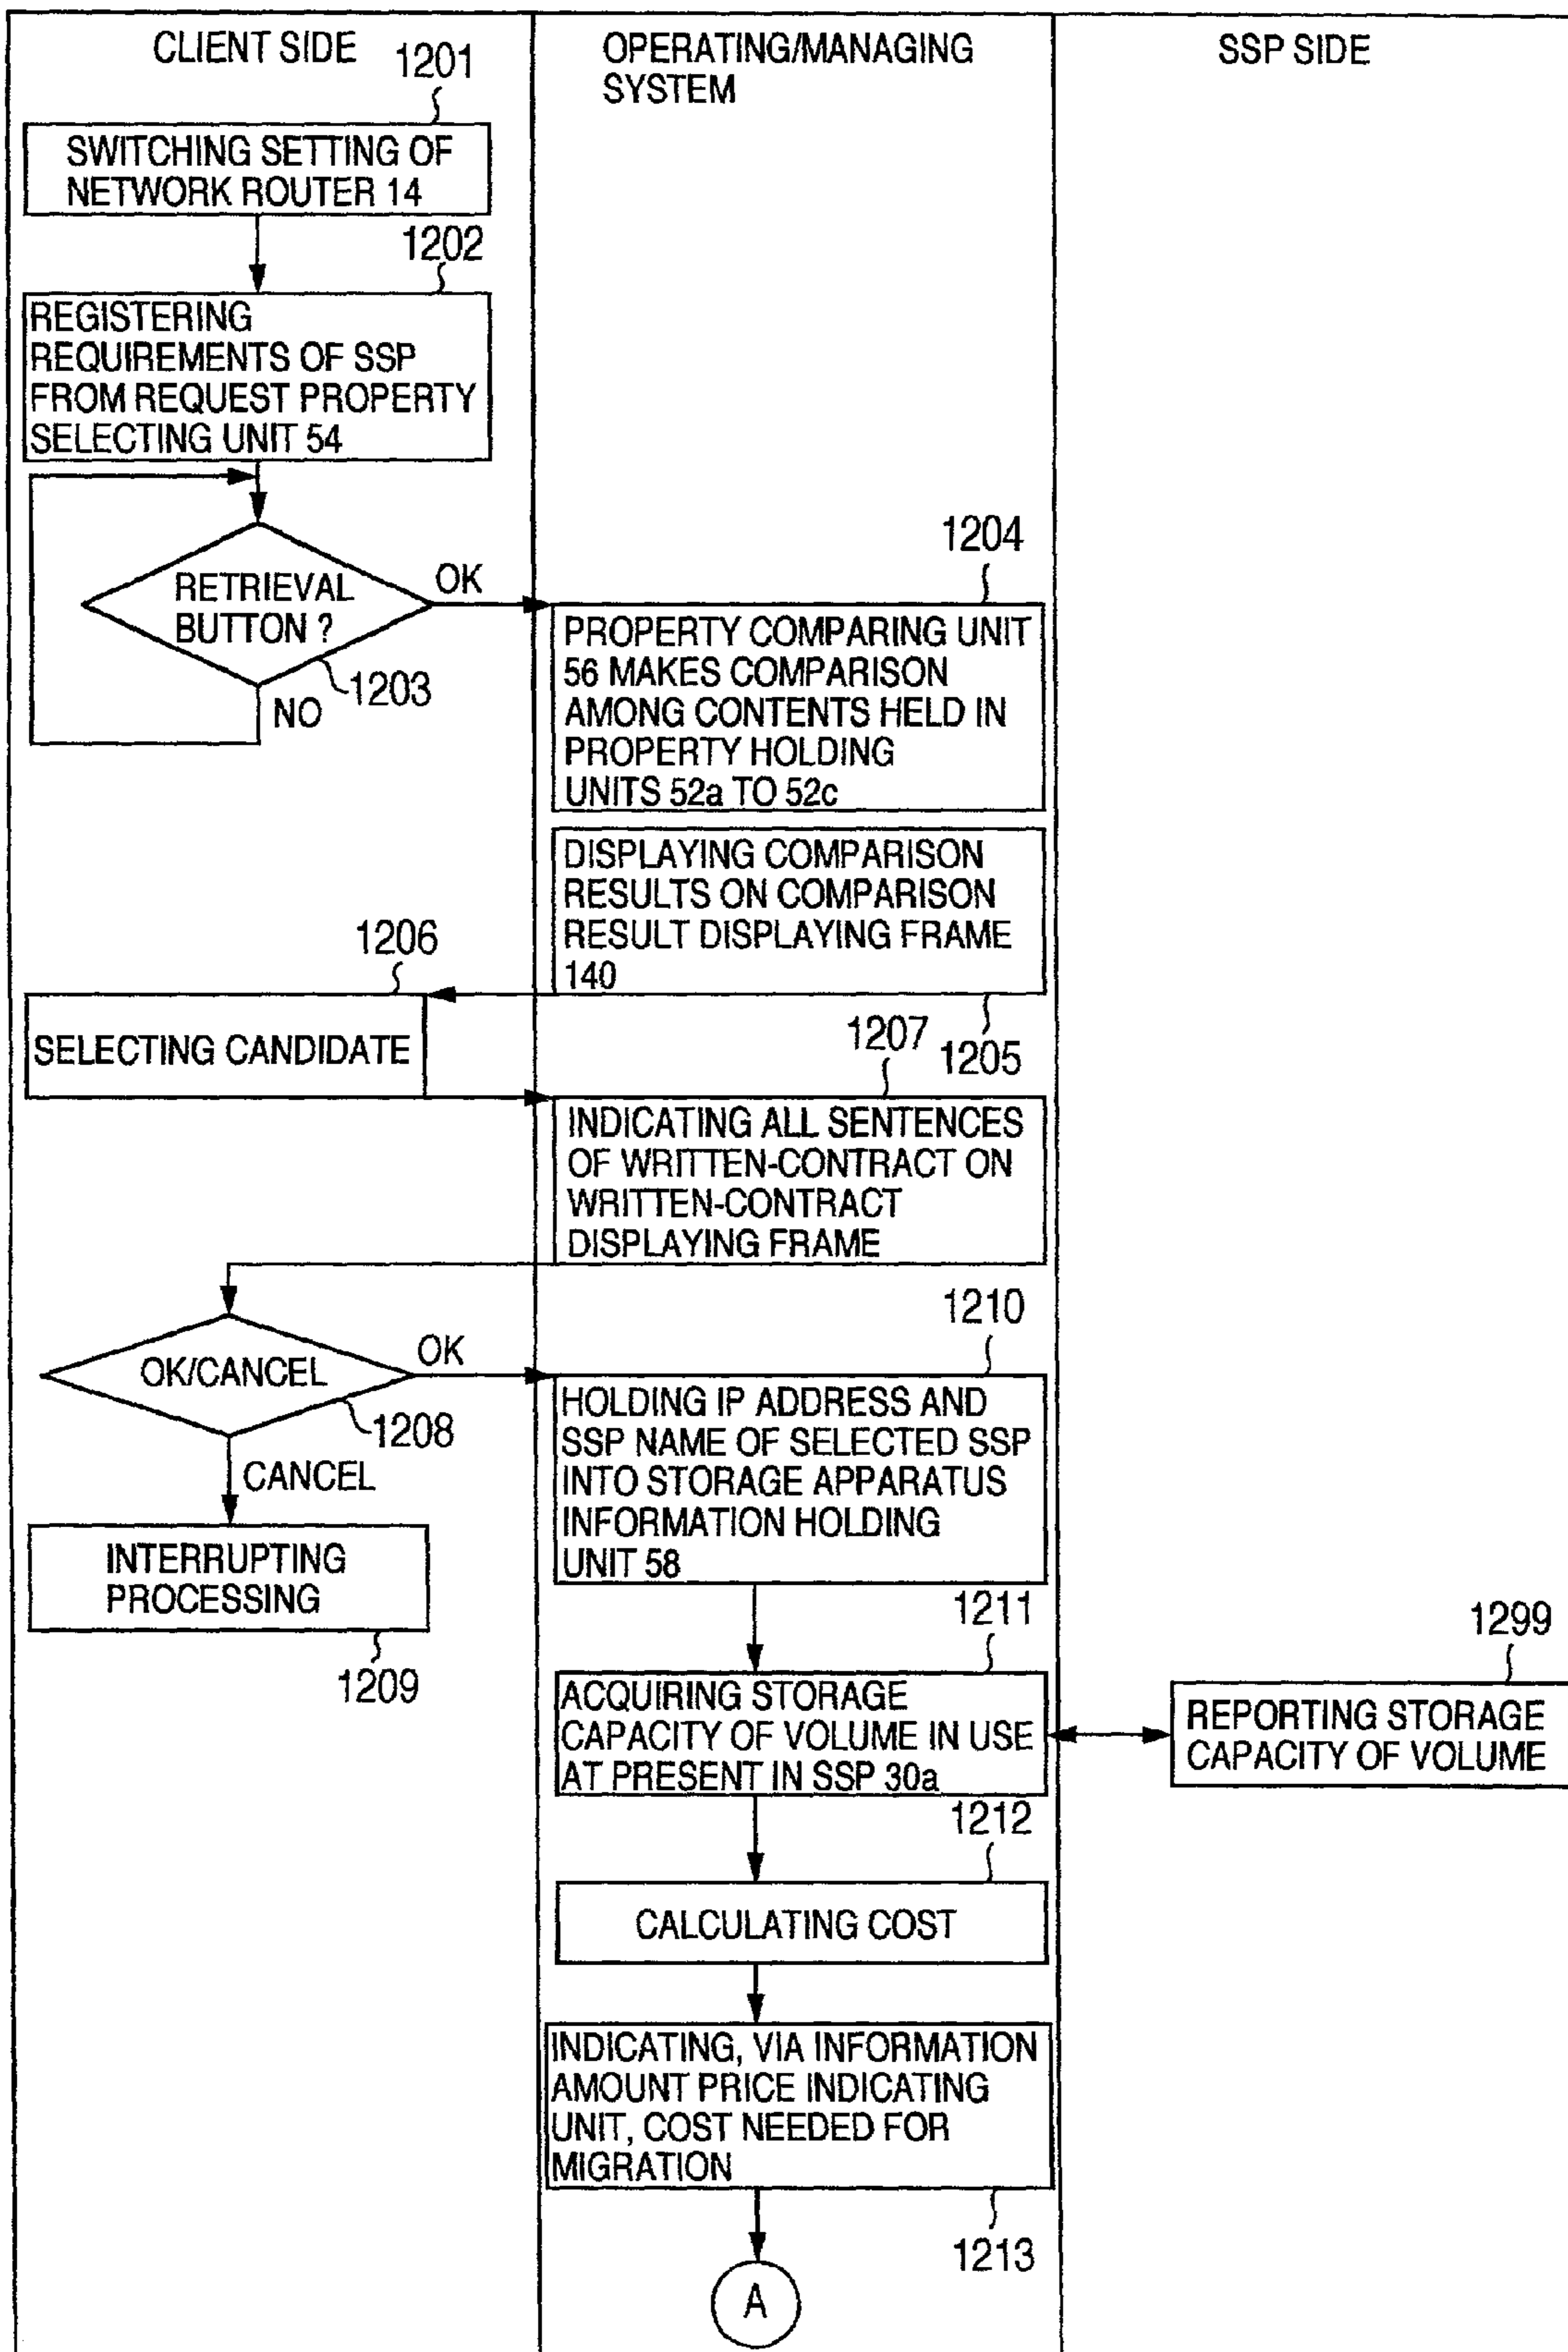 CLIENT SIDE
OPERATING/MANAGING
SYSTEM
SSP SIDE
1201
SWITCHING SETTING OF
NETWORK ROUTER 14
1202
REGISTERING
REQUIREMENTS OF SSP
FROM REQUEST PROPERTY
SELECTING UNIT 54
RETRIEVAL
BUTTON ?
OK
1203
NO
1204
PROPERTY COMPARING UNIT
56 MAKES COMPARISON
AMONG CONTENTS HELD IN
PROPERTY HOLDING
UNITS 52a TO 52c
DISPLAYING COMPARISON
RESULTS ON COMPARISON
RESULT DISPLAYING FRAME
140
1205
1206
SELECTING CANDIDATE
1207
INDICATING ALL SENTENCES
OF WRITTEN-CONTRACT ON
WRITTEN-CONTRACT
DISPLAYING FRAME
OK/CANCEL
OK
1208
CANCEL
INTERRUPTING
PROCESSING
1209
1210
HOLDING IP ADDRESS AND
SSP NAME OF SELECTED SSP
INTO STORAGE APPARATUS
INFORMATION HOLDING
UNIT 58
1211
ACQUIRING STORAGE
CAPACITY OF VOLUME IN USE
AT PRESENT IN SSP 30a
1299
REPORTING STORAGE
CAPACITY OF VOLUME
1212
CALCULATING COST
INDICATING, VIA INFORMATION
AMOUNT PRICE INDICATING
UNIT, COST NEEDED FOR
MIGRATION
1213
A